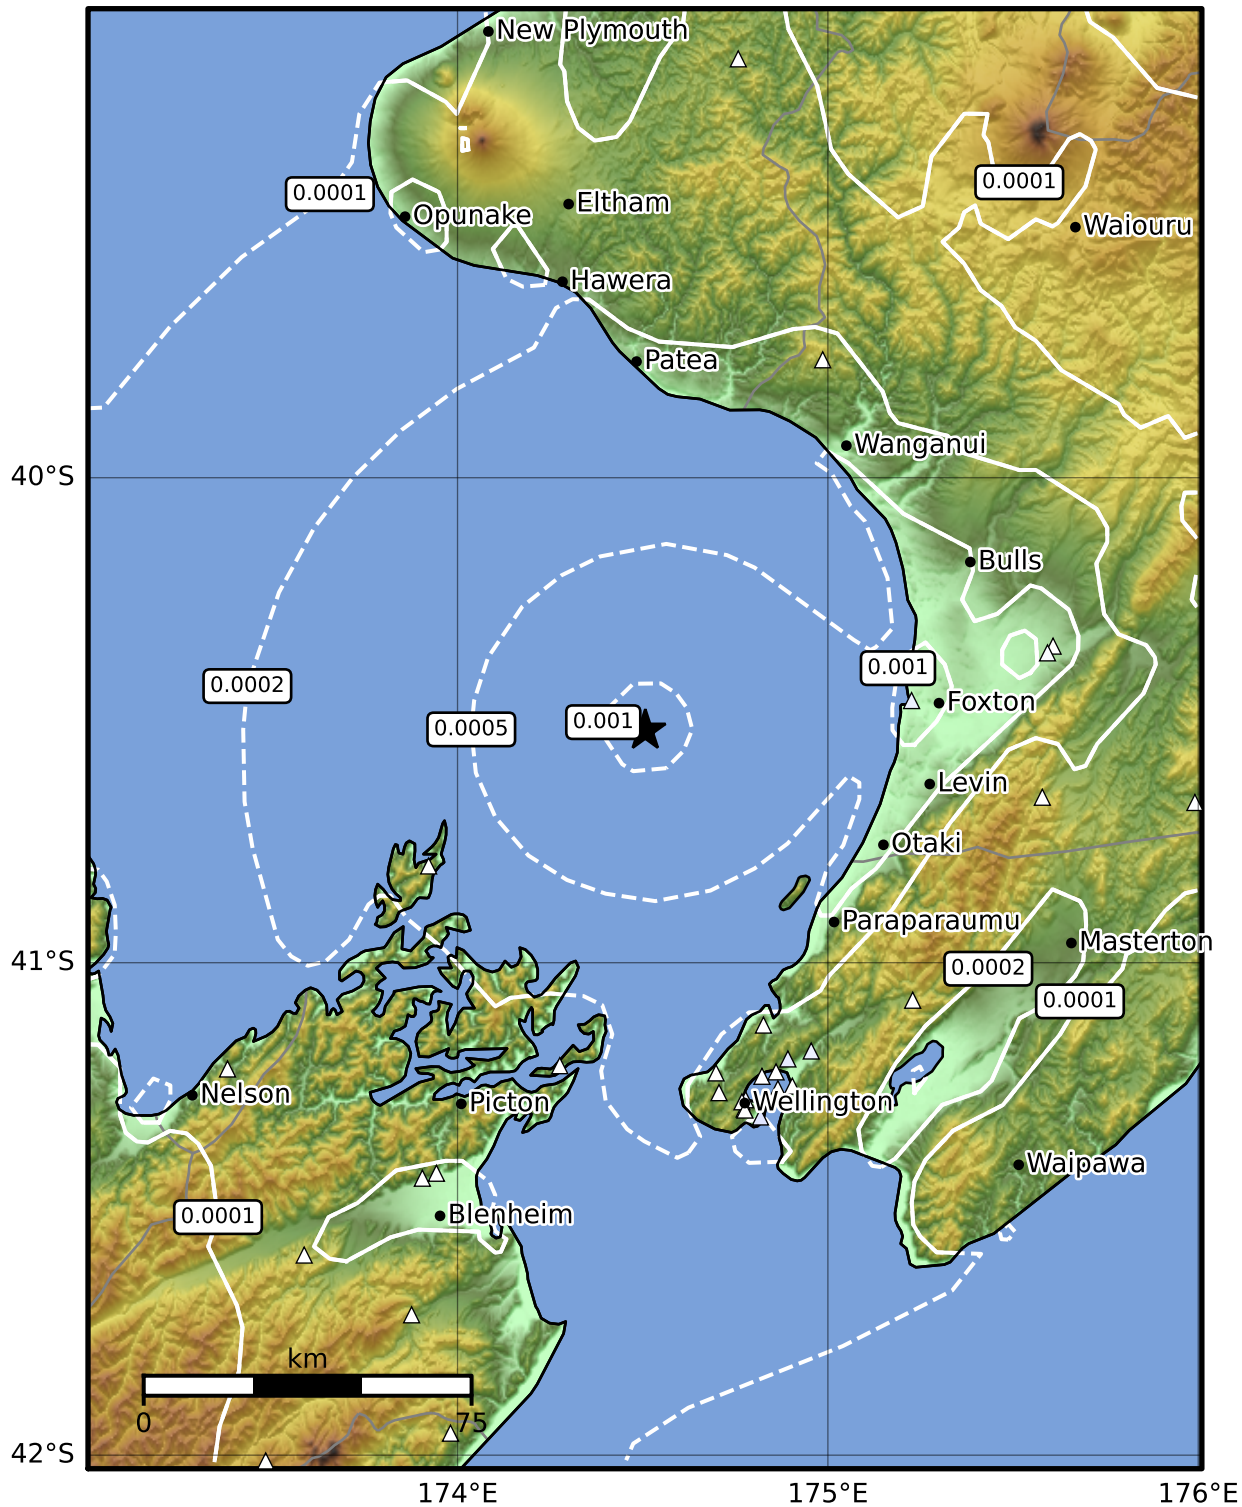 New Plymouth
0.0001
0.0001
Eltham
Opunake
Waiouru
Hawera
Patea
Wanganui
40°S
Bulls
0.001
0.0002
Foxton
0.0005
0.001
Levin
Otaki
Paraparaumu
Masterton
41°S
0.0002
0.0001
Nelson
Picton
Wellington
Waipawa
0.0001
Blenheim
km
0
75
42°S
174°E
175°E
176°E